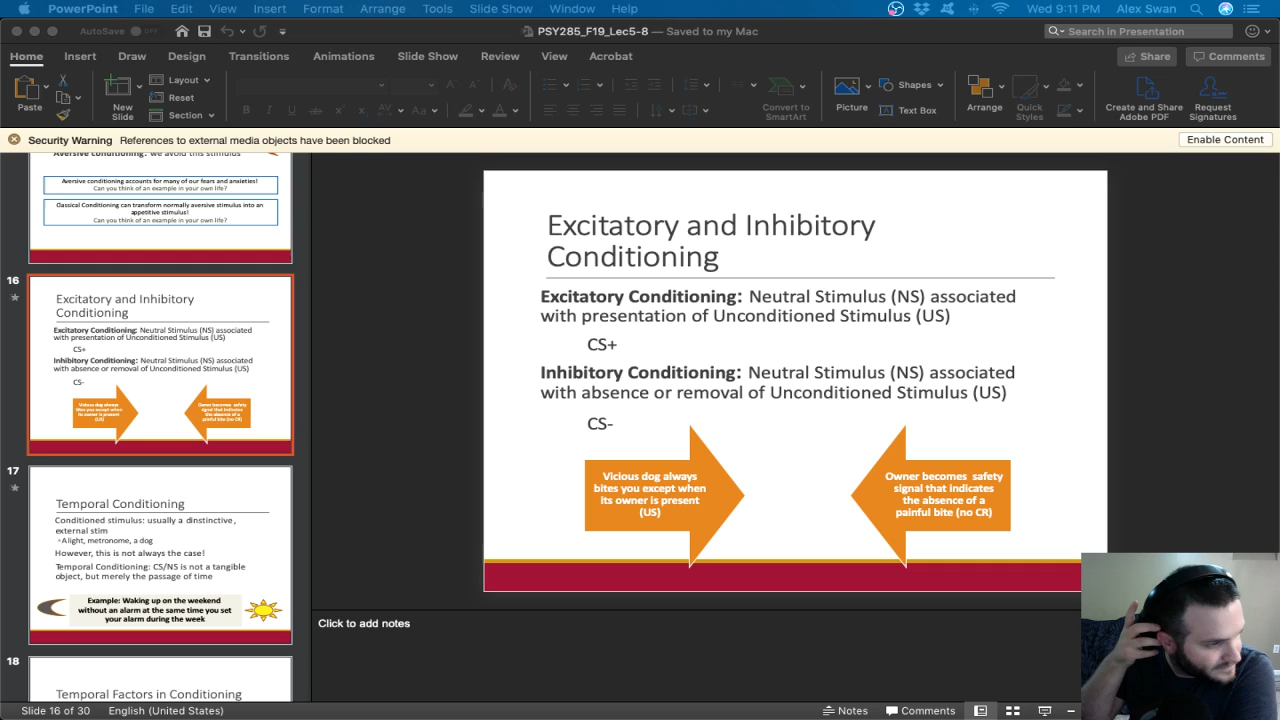 PowerPoint File Edit View Insert Format Arrange Tools Slide Show Window Help Wed 9:11 PM Alex Swan
AutoSave PSY285_F19_Lec5-8 — Saved to my Mac Search in Presentation
Home Insert Draw Design Transitions Animations Slide Show Review View Acrobat Share Comments
Paste
New
Slide
Layout
Reset
Section
B I U ab
Convert to
SmartArt
Picture
Shapes
Text Box
Arrange
Quick
Styles
Create and Share
Adobe PDF
Request
Signatures
Security Warning References to external media objects have been blocked Enable Content
Aversive conditioning: we avoid this stimulus
Aversive conditioning accounts for many of our fears and anxieties!
Can you think of an example in your own life?
Classical Conditioning can transform normally aversive stimulus into an
appetitive stimulus!
Can you think of an example in your own life?
16
Excitatory and Inhibitory
Conditioning
Excitatory Conditioning: Neutral Stimulus (NS) associated
with presentation of Unconditioned Stimulus (US)
CS+
Inhibitory Conditioning: Neutral Stimulus (NS) associated
with absence or removal of Unconditioned Stimulus (US)
CS-
Vicious dog always
bites you except when
its owner is present
(US)
Owner becomes safety
signal that indicates
the absence of a
painful bite (no CR)
17
Temporal Conditioning
Conditioned stimulus: usually a dinstinctive,
external stim
Alight, metronome, a dog
However, this is not always the case!
Temporal Conditioning: CS/NS is not a tangible
object, but merely the passage of time
Example: Waking up on the weekend
without an alarm at the same time you set
your alarm during the week
18
Temporal Factors in Conditioning
Excitatory and Inhibitory
Conditioning
Excitatory Conditioning: Neutral Stimulus (NS) associated
with presentation of Unconditioned Stimulus (US)
CS+
Inhibitory Conditioning: Neutral Stimulus (NS) associated
with absence or removal of Unconditioned Stimulus (US)
CS-
Vicious dog always
bites you except when
its owner is present
(US)
Owner becomes safety
signal that indicates
the absence of a
painful bite (no CR)
Click to add notes
Slide 16 of 30 English (United States) Notes Comments